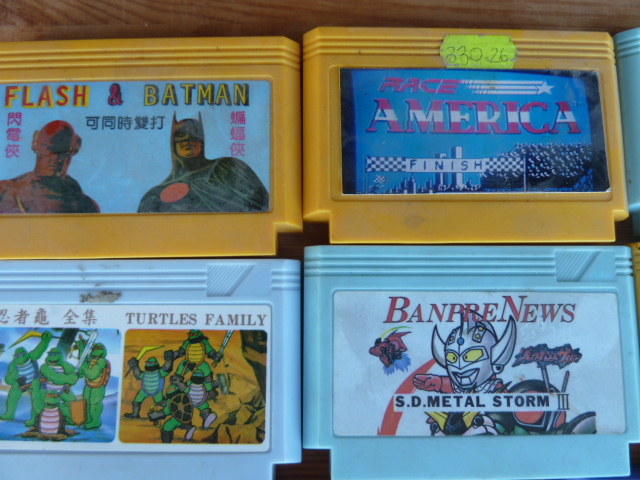 FLASH & BATMAN
閃電俠
可同時雙打
蝙蝠俠
330.26
RACE
AMERICA
FINISH
忍者龜 全集
TURTLES FAMILY
BANPRENEWS
S.D.METAL STORM III